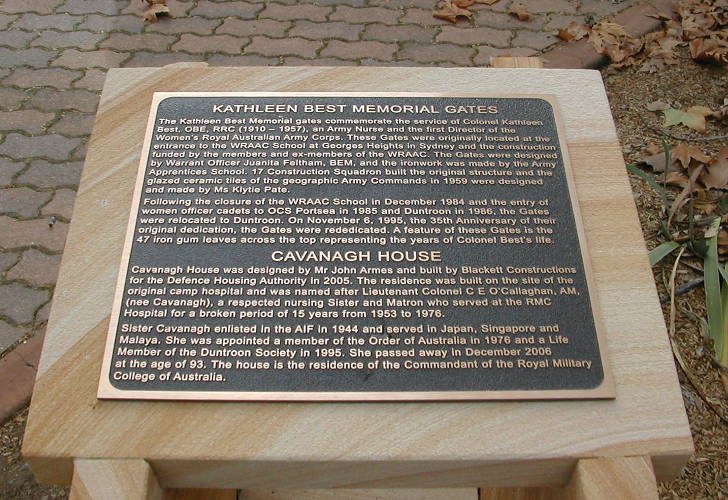 KATHLEEN BEST MEMORIAL GATES
The Kathleen Best Memorial gates commemorate the service of Colonel Kathleen
Best, OBE, RRC (1910 – 1957), an Army Nurse and the first Director of the
Women's Royal Australian Army Corps. These Gates were originally located at the
entrance to the WRAAC School at Georges Heights in Sydney and the construction
funded by the members and ex-members of the WRAAC. The Gates were designed
by Warrant Officer Juanita Feltham, BEM, and the ironwork was made by the Army
Apprentices School. 17 Construction Squadron built the original structure and the
glazed ceramic tiles of the geographic Army Commands in 1959 were designed
and made by Ms Klytie Pate.
Following the closure of the WRAAC School in December 1984 and the entry of
women officer cadets to OCS Portsea in 1985 and Duntroon in 1986, the Gates
were relocated to Duntroon. On November 6, 1995, the 35th Anniversary of their
original dedication, the Gates were rededicated. A feature of these Gates is the
47 iron gum leaves across the top representing the years of Colonel Best's life.
CAVANAGH HOUSE
Cavanagh House was designed by Mr John Armes and built by Blackett Constructions
for the Defence Housing Authority in 2005. The residence was built on the site of the
original camp hospital and was named after Lieutenant Colonel C E O'Callaghan, AM,
(nee Cavanagh), a respected nursing Sister and Matron who served at the RMC
Hospital for a broken period of 15 years from 1953 to 1976.
Sister Cavanagh enlisted in the AIF in 1944 and served in Japan, Singapore and
Malaya. She was appointed a member of the Order of Australia in 1976 and a Life
Member of the Duntroon Society in 1995. She passed away in December 2006
at the age of 93. The house is the residence of the Commandant of the Royal Military
College of Australia.